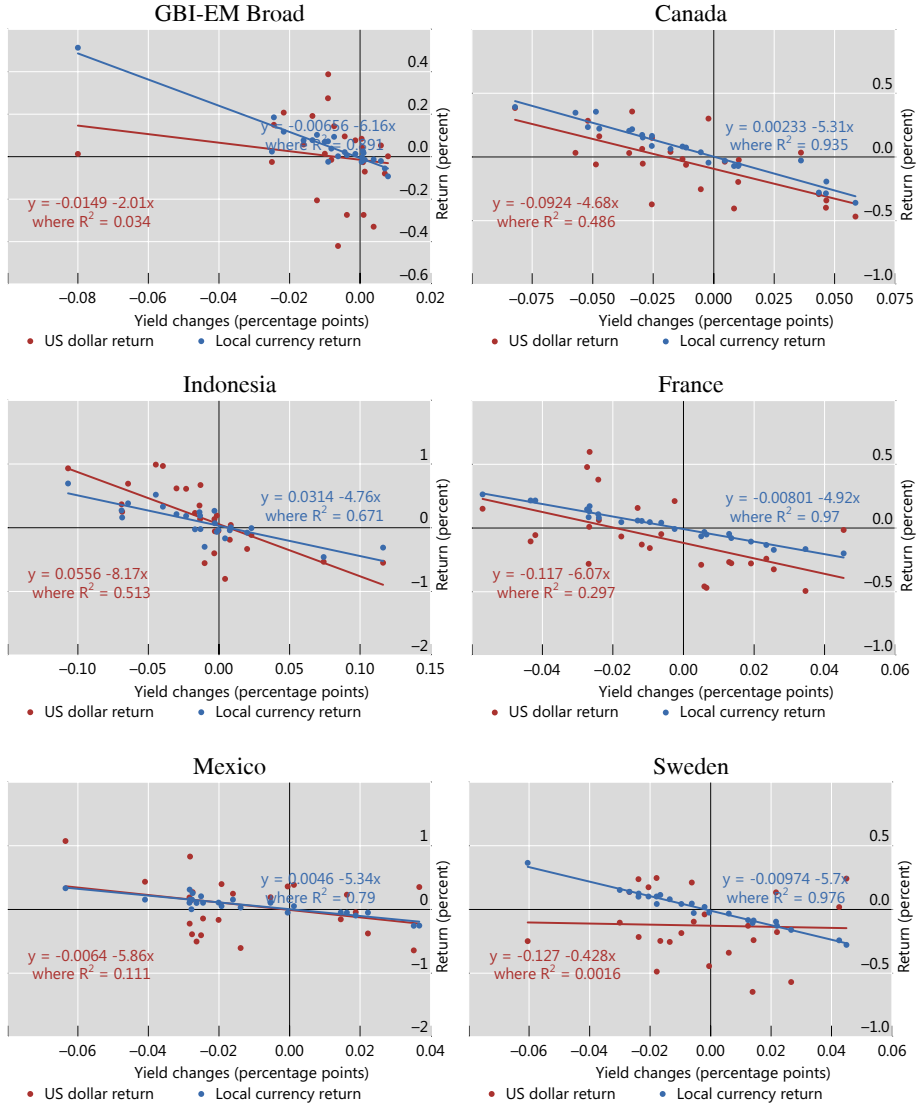 GBI-EM Broad
0.4
0.2
0.0
−0.2
−0.4
−0.6
Return (percent)
y = -0.00656 -6.16x
where R² = 0.891
y = -0.0149 -2.01x
where R² = 0.034
−0.08 −0.06 −0.04 −0.02 0.00 0.02
Yield changes (percentage points)
US dollar return Local currency return
Canada
0.5
0.0
−0.5
−1.0
Return (percent)
y = 0.00233 -5.31x
where R² = 0.935
y = -0.0924 -4.68x
where R² = 0.486
−0.075 −0.050 −0.025 0.000 0.025 0.050 0.075
Yield changes (percentage points)
US dollar return Local currency return
Indonesia
1
0
−1
−2
Return (percent)
y = 0.0314 -4.76x
where R² = 0.671
y = 0.0556 -8.17x
where R² = 0.513
−0.10 −0.05 0.00 0.05 0.10 0.15
Yield changes (percentage points)
US dollar return Local currency return
France
0.5
0.0
−0.5
−1.0
Return (percent)
y = -0.00801 -4.92x
where R² = 0.97
y = -0.117 -6.07x
where R² = 0.297
−0.04 −0.02 0.00 0.02 0.04 0.06
Yield changes (percentage points)
US dollar return Local currency return
Mexico
1
0
−1
−2
Return (percent)
y = 0.0046 -5.34x
where R² = 0.79
y = -0.0064 -5.86x
where R² = 0.111
−0.06 −0.04 −0.02 0.00 0.02 0.04
Yield changes (percentage points)
US dollar return Local currency return
Sweden
0.5
0.0
−0.5
−1.0
Return (percent)
y = -0.00974 -5.7x
where R² = 0.976
y = -0.127 -0.428x
where R² = 0.0016
−0.06 −0.04 −0.02 0.00 0.02 0.04 0.06
Yield changes (percentage points)
US dollar return Local currency return